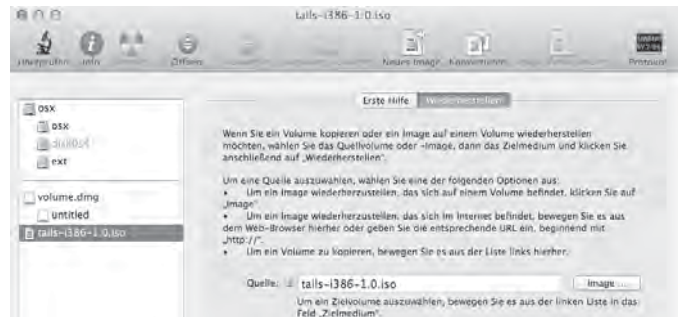 tails-i386-1.0.iso
Überprüfen Info Öffnen Neues Image Konvertieren Protokoll
Erste Hilfe Wiederherstellen
osx
osx
ext
volume.dmg
untitled
tails-i386-1.0.iso
Wenn Sie ein Volume kopieren oder ein Image auf einem Volume wiederherstellen
möchten, wählen Sie das Quellvolume oder -Image, dann das Zielmedium und klicken Sie
anschließend auf „Wiederherstellen“.
Um eine Quelle auszuwählen, wählen Sie eine der folgenden Optionen aus:
• Um ein Image wiederherzustellen, das sich auf einem Volume befindet, klicken Sie auf
„Image“.
• Um ein Image wiederherzustellen, das sich im Internet befindet, bewegen Sie es aus
dem Web-Browser hierher oder geben Sie die entsprechende URL ein, beginnend mit
„http://“.
• Um ein Volume zu kopieren, bewegen Sie es aus der Liste links hierher.
Quelle: tails-i386-1.0.iso Image ...
Um ein Zielvolume auszuwählen, bewegen Sie es aus der linken Liste in das
Feld „Zielmedium“.